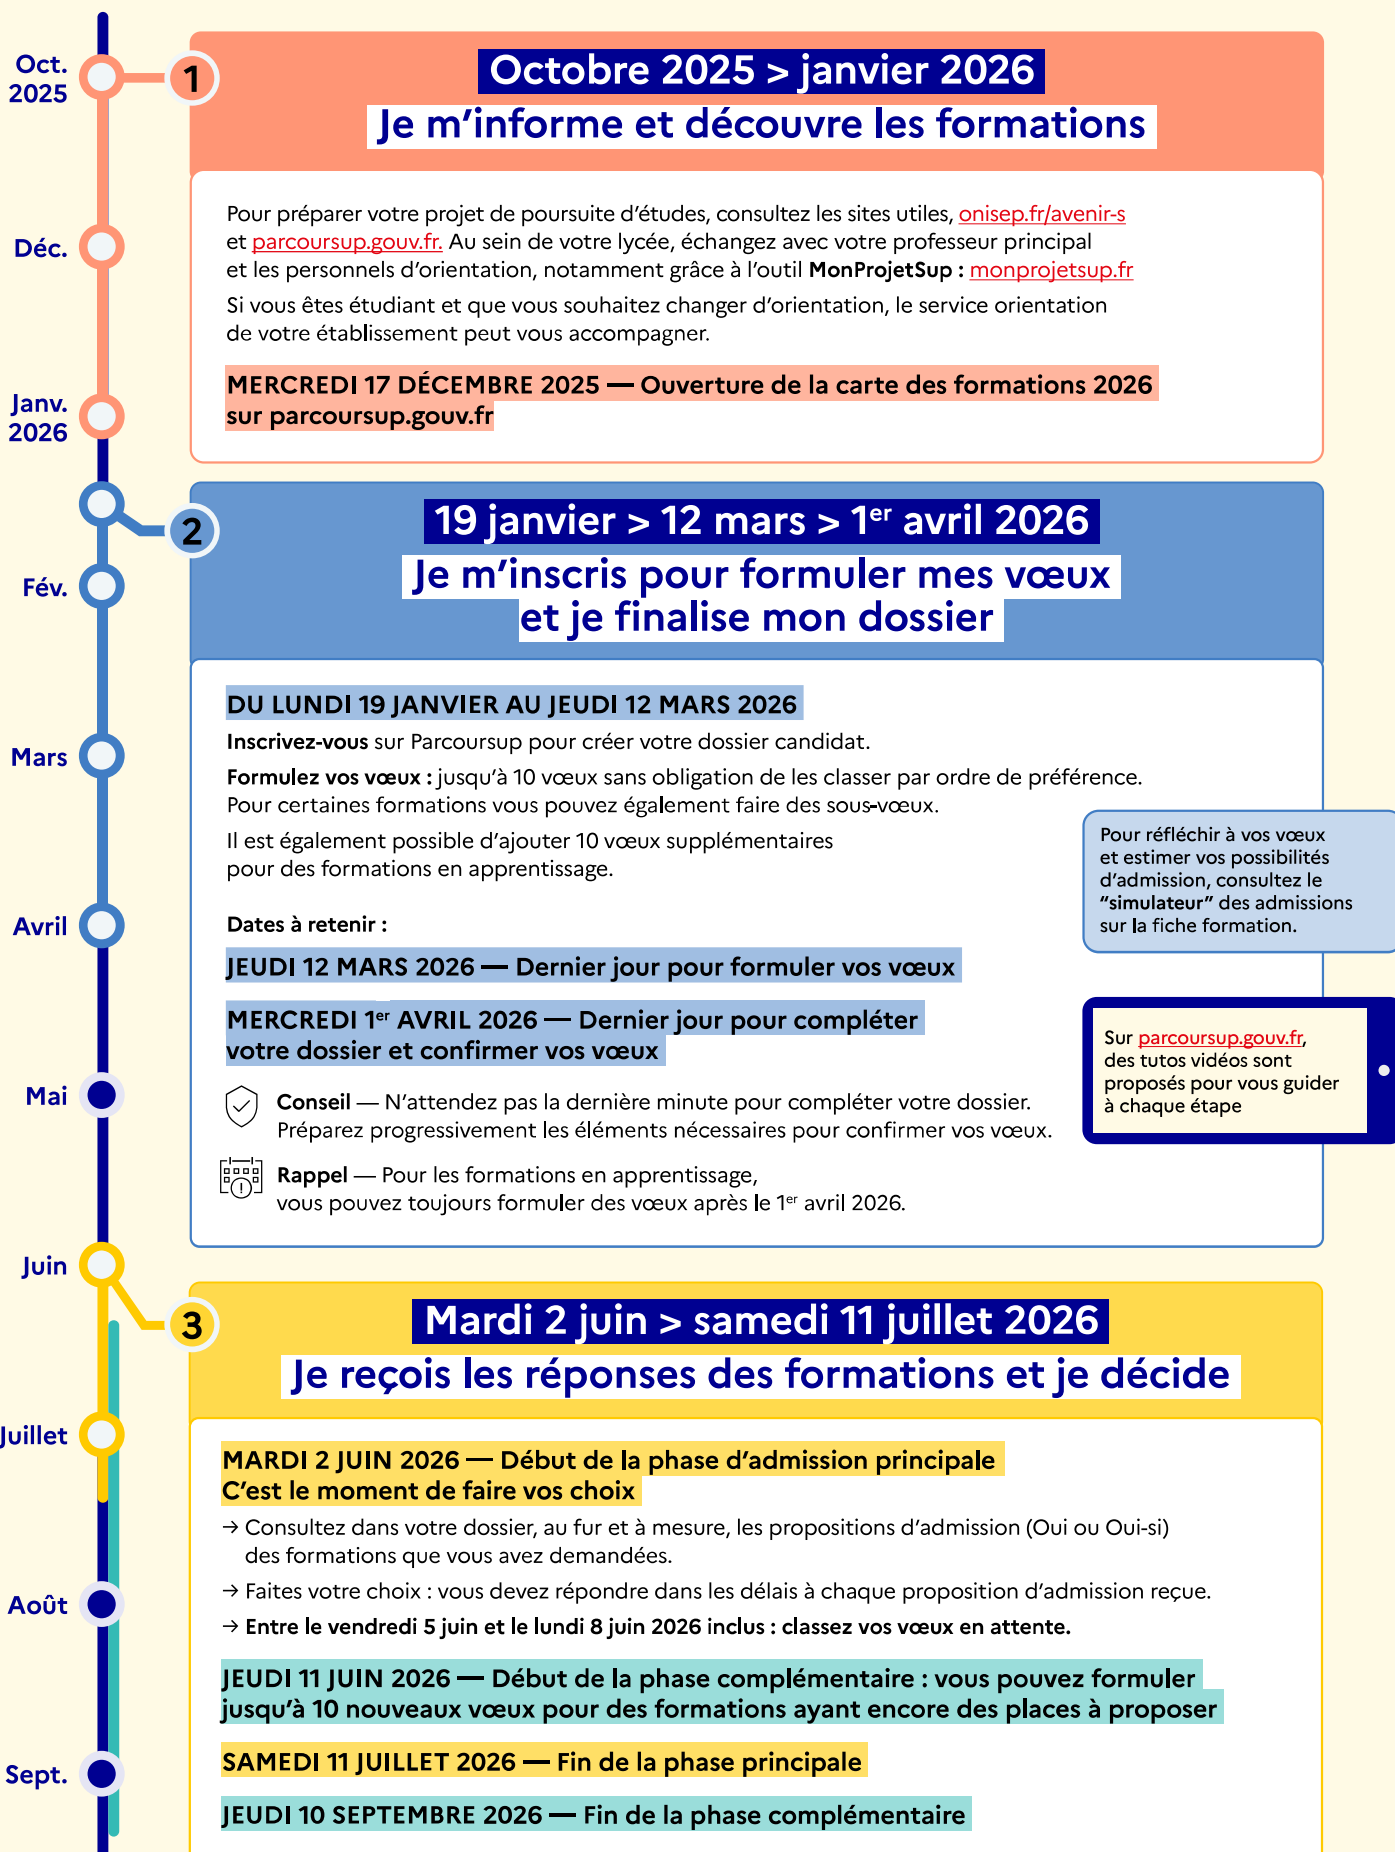 Oct.
2025
Déc.
Janv.
2026
Fév.
Mars
Avril
Mai
Juin
Juillet
Août
Sept.
1
Octobre 2025 > janvier 2026
Je m’informe et découvre les formations
Pour préparer votre projet de poursuite d’études, consultez les sites utiles, onisep.fr/avenir-s
et parcoursup.gouv.fr. Au sein de votre lycée, échangez avec votre professeur principal
et les personnels d’orientation, notamment grâce à l’outil MonProjetSup : monprojetsup.fr
Si vous êtes étudiant et que vous souhaitez changer d’orientation, le service orientation
de votre établissement peut vous accompagner.
MERCREDI 17 DÉCEMBRE 2025 — Ouverture de la carte des formations 2026
sur parcoursup.gouv.fr
2
19 janvier > 12 mars > 1er avril 2026
Je m’inscris pour formuler mes vœux
et je finalise mon dossier
DU LUNDI 19 JANVIER AU JEUDI 12 MARS 2026
Inscrivez-vous sur Parcoursup pour créer votre dossier candidat.
Formulez vos vœux : jusqu’à 10 vœux sans obligation de les classer par ordre de préférence.
Pour certaines formations vous pouvez également faire des sous-vœux.
Il est également possible d’ajouter 10 vœux supplémentaires
pour des formations en apprentissage.
Dates à retenir :
JEUDI 12 MARS 2026 — Dernier jour pour formuler vos vœux
MERCREDI 1er AVRIL 2026 — Dernier jour pour compléter
votre dossier et confirmer vos vœux
Conseil — N’attendez pas la dernière minute pour compléter votre dossier.
Préparez progressivement les éléments nécessaires pour confirmer vos vœux.
Rappel — Pour les formations en apprentissage,
vous pouvez toujours formuler des vœux après le 1er avril 2026.
Pour réfléchir à vos vœux
et estimer vos possibilités
d’admission, consultez le
“simulateur” des admissions
sur la fiche formation.
Sur parcoursup.gouv.fr,
des tutos vidéos sont
proposés pour vous guider
à chaque étape
3
Mardi 2 juin > samedi 11 juillet 2026
Je reçois les réponses des formations et je décide
MARDI 2 JUIN 2026 — Début de la phase d’admission principale
C’est le moment de faire vos choix
→ Consultez dans votre dossier, au fur et à mesure, les propositions d’admission (Oui ou Oui-si)
des formations que vous avez demandées.
→ Faites votre choix : vous devez répondre dans les délais à chaque proposition d’admission reçue.
→ Entre le vendredi 5 juin et le lundi 8 juin 2026 inclus : classez vos vœux en attente.
JEUDI 11 JUIN 2026 — Début de la phase complémentaire : vous pouvez formuler
jusqu’à 10 nouveaux vœux pour des formations ayant encore des places à proposer
SAMEDI 11 JUILLET 2026 — Fin de la phase principale
JEUDI 10 SEPTEMBRE 2026 — Fin de la phase complémentaire